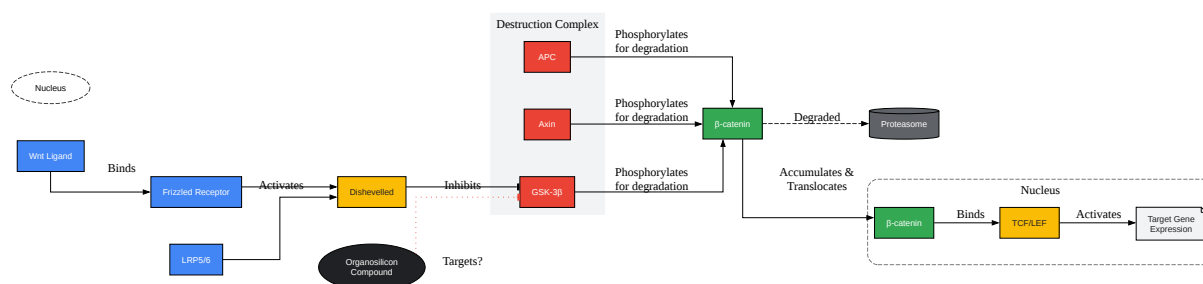 Destruction Complex
APC
Phosphorylates
for degradation
Nucleus
Axin
Phosphorylates
for degradation
β-catenin
Degraded
Proteasome
Wnt Ligand
Binds
Frizzled Receptor
Activates
Dishevelled
Inhibits
GSK-3β
Phosphorylates
for degradation
Accumulates &
Translocates
Nucleus
β-catenin
Binds
TCF/LEF
Activates
Target Gene
Expression
LRP5/6
Organosilicon
Compound
Targets?